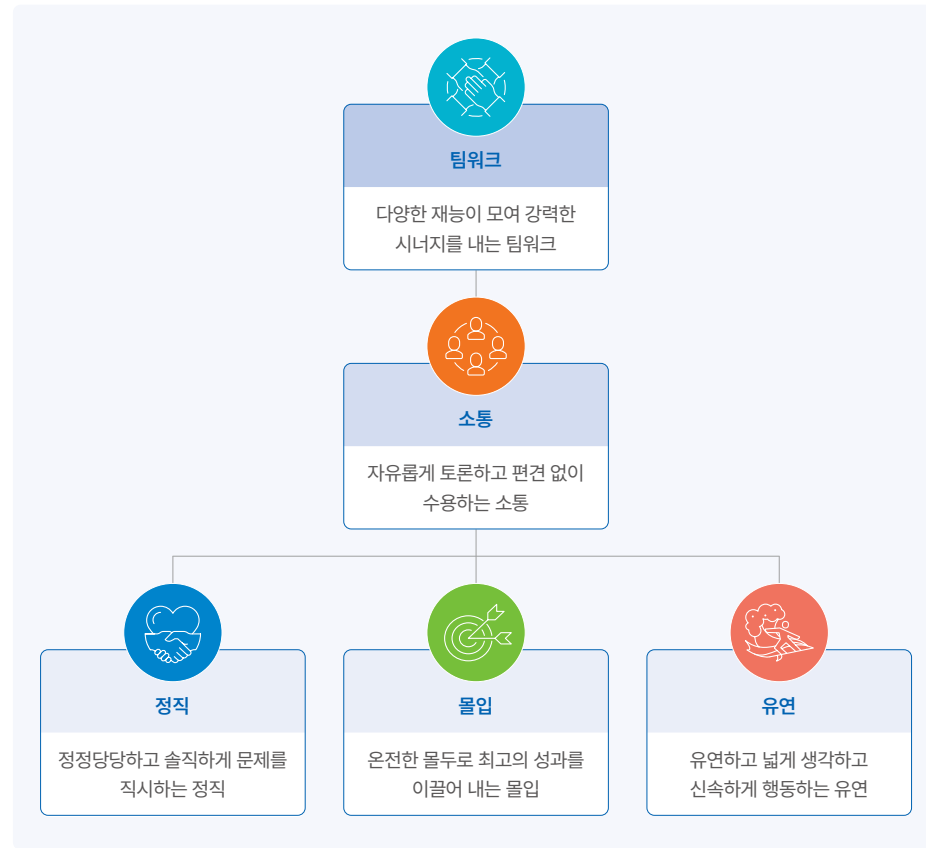 팀워크
다양한 재능이 모여 강력한
시너지를 내는 팀워크
소통
자유롭게 토론하고 편견 없이
수용하는 소통
정직
정정당당하고 솔직하게 문제를
직시하는 정직
몰입
온전한 몰두로 최고의 성과를
이끌어 내는 몰입
유연
유연하고 넓게 생각하고
신속하게 행동하는 유연